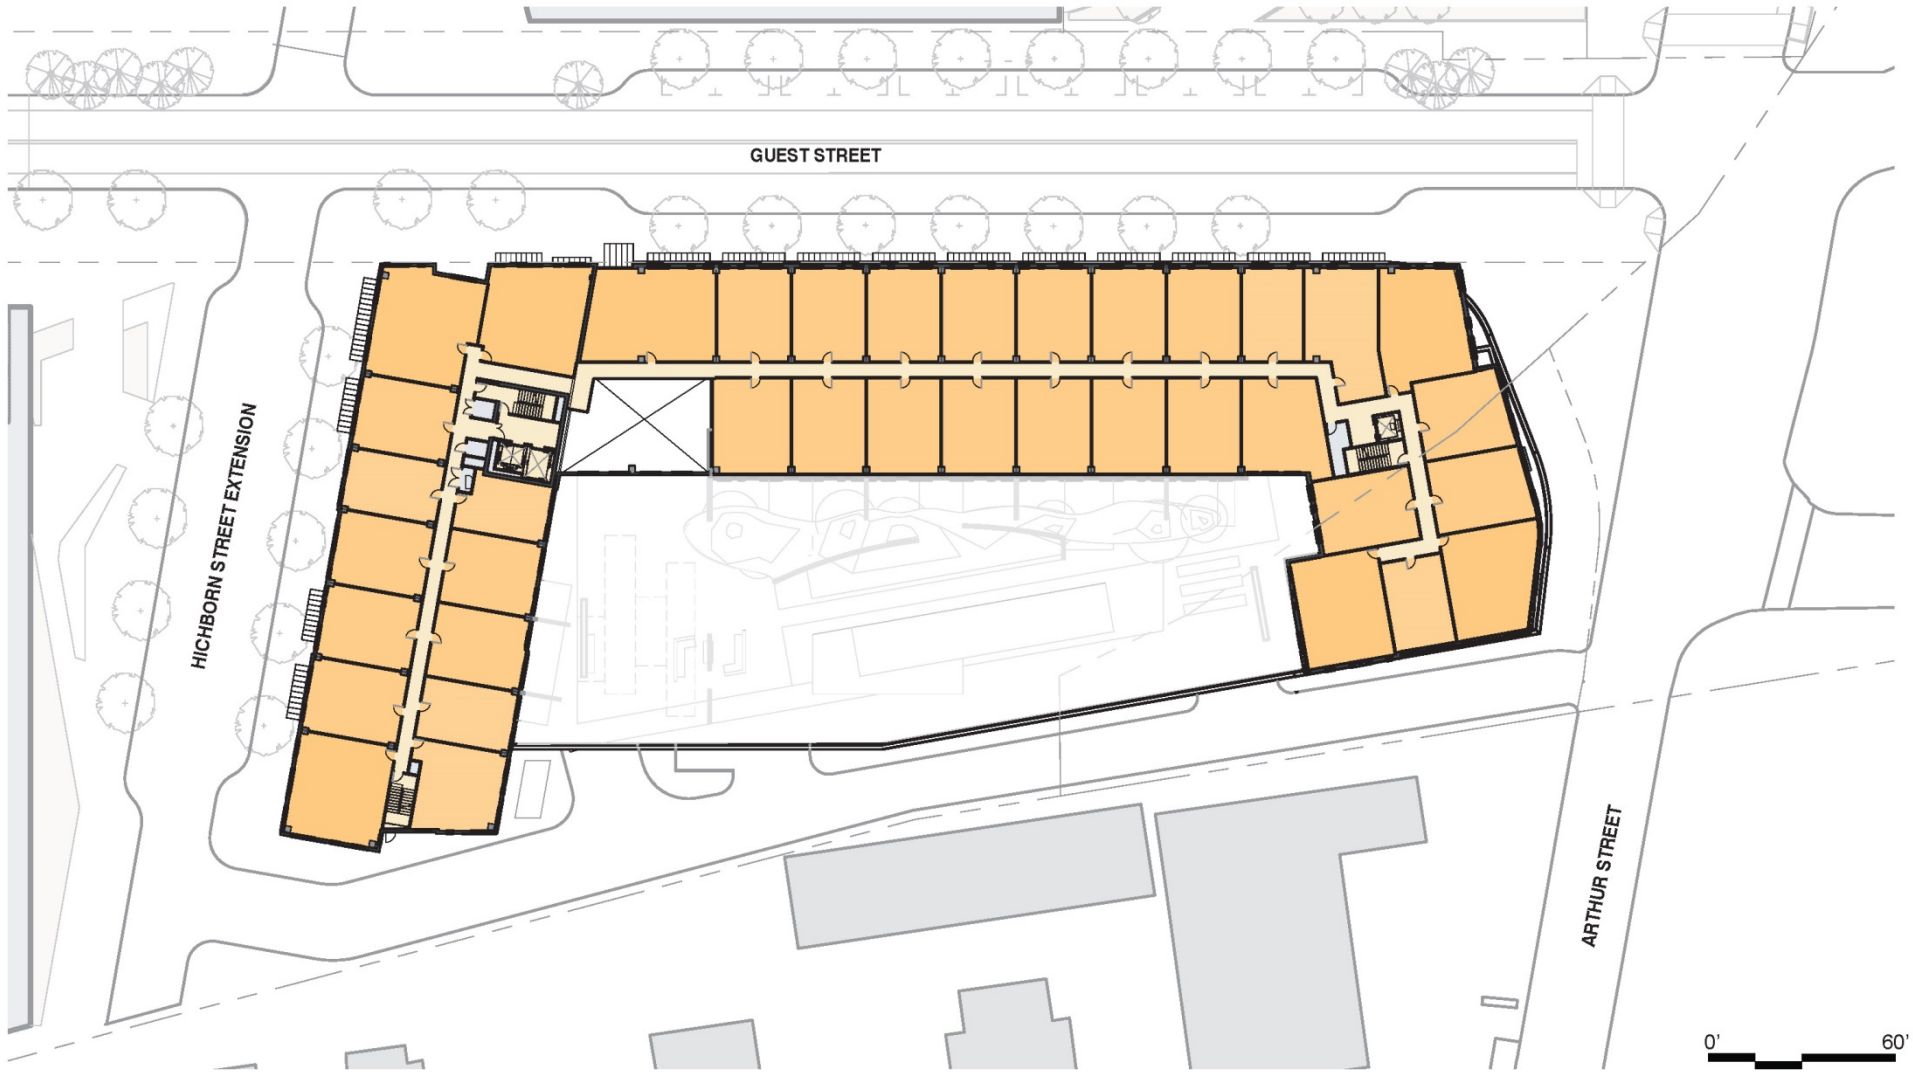 GUEST STREET
HICHBORN STREET EXTENSION
ARTHUR STREET
0' 60'